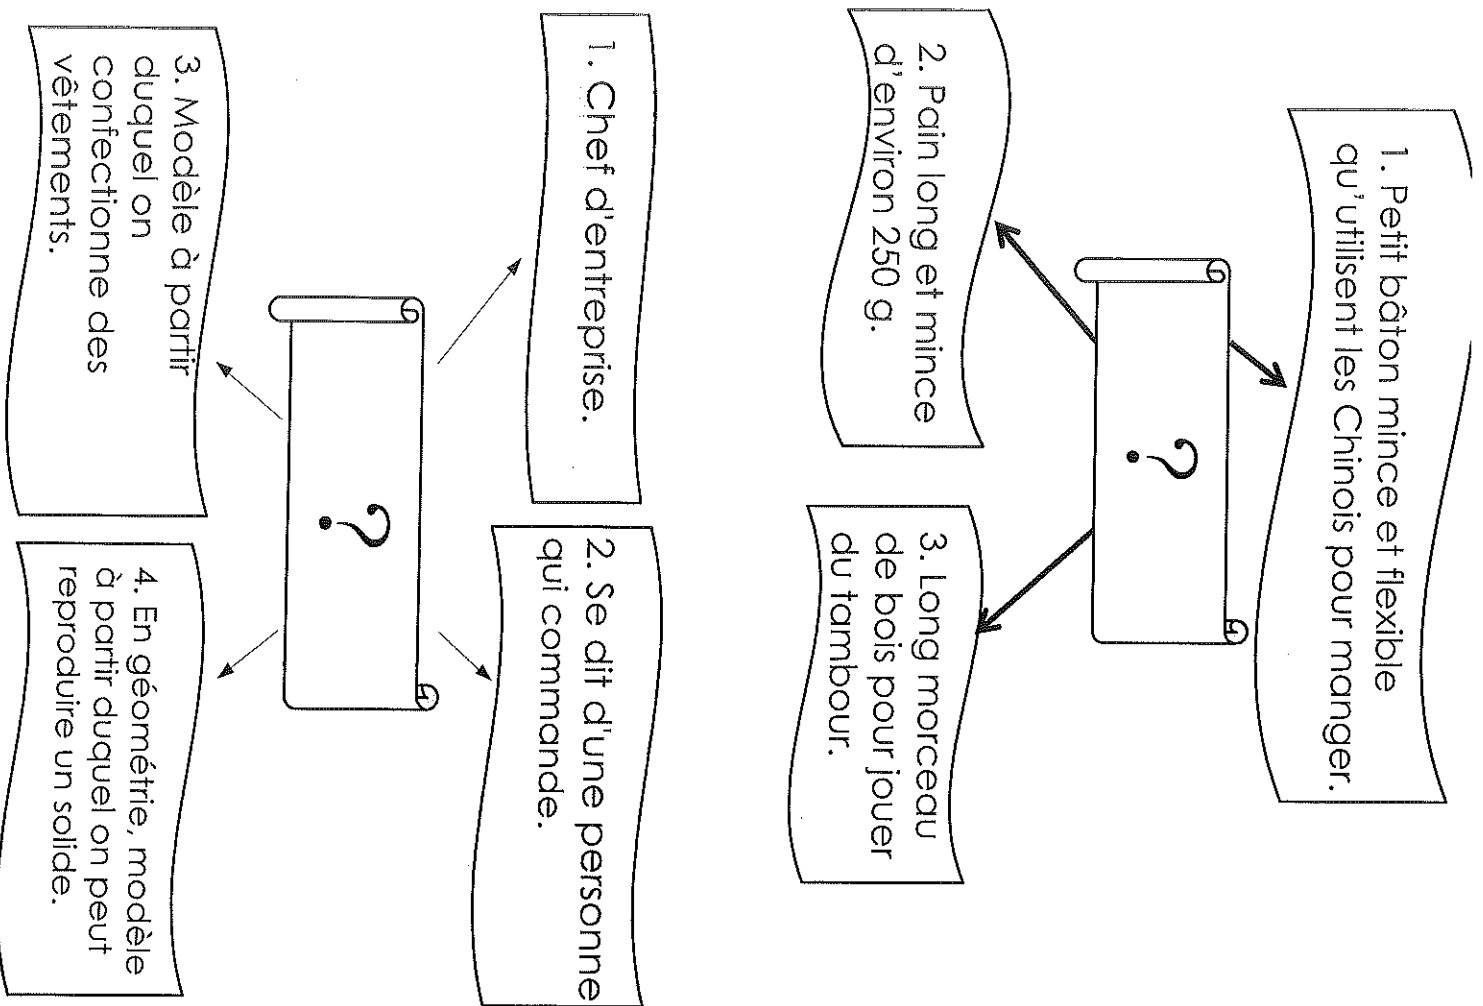 1. Petit bâton mince et flexible
qu'utilisent les Chinois pour manger.
?
2. Pain long et mince
d'environ 250 g.
3. Long morceau
de bois pour jouer
du tambour.
1. Chef d'entreprise.
2. Se dit d'une personne
qui commande.
?
3. Modèle à partir
duquel on
confectionne des
vêtements.
4. En géométrie, modèle
à partir duquel on peut
reproduire un solide.